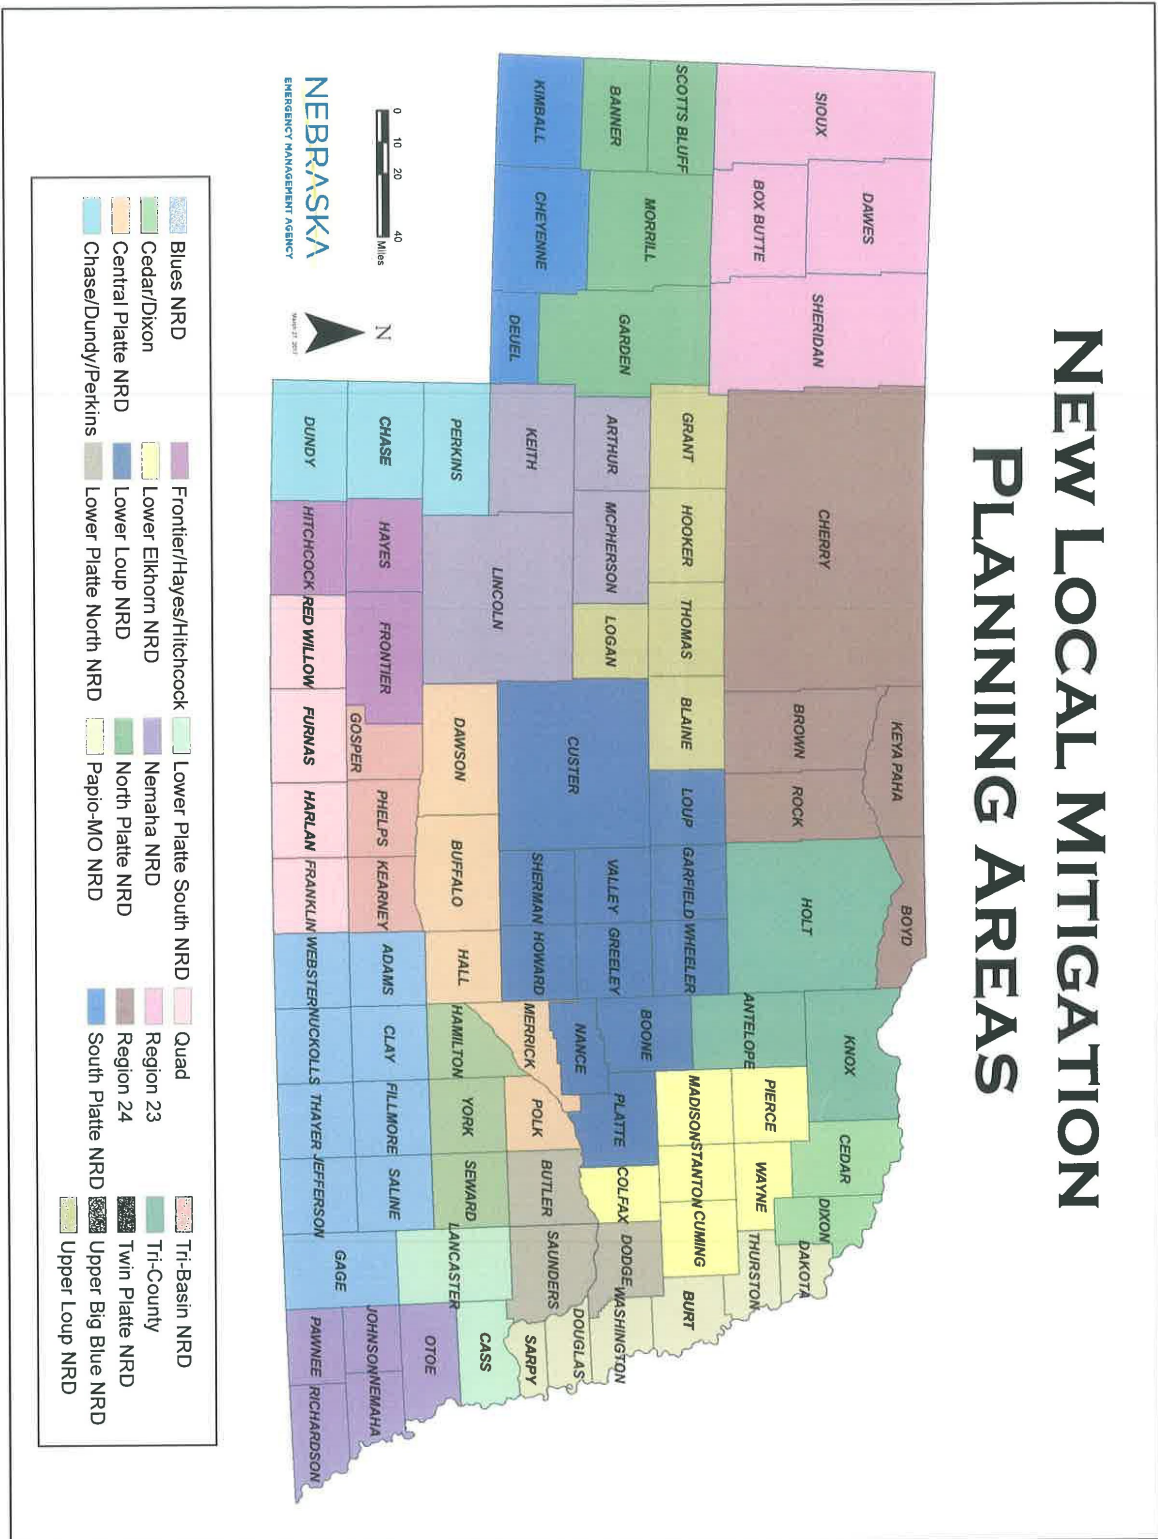 NEW LOCAL MITIGATION
PLANNING AREAS
SIOUX
DAWES
BOX BUTTE
SHERIDAN
SCOTTS BLUFF
BANNER
MORRILL
GARDEN
KIMBALL
CHEYENNE
DEUEL
CHERRY
KEYA PAHA
BOYD
BROWN
ROCK
HOLT
KNOX
ANTELOPE
CEDAR
DIXON
DAKOTA
PIERCE
WAYNE
THURSTON
GRANT
HOOKER
THOMAS
BLAINE
LOUP
GARFIELD
WHEELER
ARTHUR
MCPHERSON
LOGAN
CUSTER
VALLEY
GREELEY
BOONE
MADISON
STANTON
CUMING
BURT
KEITH
LINCOLN
SHERMAN
HOWARD
NANCE
PLATTE
COLFAX
DODGE
WASHINGTON
MERRICK
POLK
BUTLER
SAUNDERS
DOUGLAS
SARPY
PERKINS
DAWSON
BUFFALO
HALL
HAMILTON
YORK
SEWARD
LANCASTER
CASS
CHASE
HAYES
FRONTIER
GOSPER
PHELPS
KEARNEY
ADAMS
CLAY
FILLMORE
SALINE
OTOE
DUNDY
HITCHCOCK
RED WILLOW
FURNAS
HARLAN
FRANKLIN
WEBSTER
NUCKOLLS
THAYER
JEFFERSON
GAGE
JOHNSON
NEMAHA
PAWNEE
RICHARDSON
0 10 20 40
Miles
N
March 27, 2017
NEBRASKA
EMERGENCY MANAGEMENT AGENCY
Blues NRD
Cedar/Dixon
Central Platte NRD
Chase/Dundy/Perkins
Frontier/Hayes/Hitchcock
Lower Elkhorn NRD
Lower Loup NRD
Lower Platte North NRD
Lower Platte South NRD
Nemaha NRD
North Platte NRD
Papio-MO NRD
Quad
Region 23
Region 24
South Platte NRD
Tri-Basin NRD
Tri-County
Twin Platte NRD
Upper Big Blue NRD
Upper Loup NRD